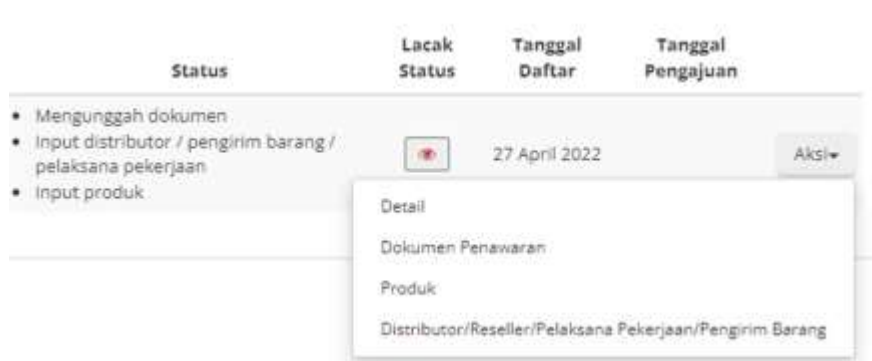 Status
Lacak Status
Tanggal Daftar
Tanggal Pengajuan
• Mengunggah dokumen
• Input distributor / pengirim barang /
pelaksana pekerjaan
• Input produk
27 April 2022
Aksi
Detail
Dokumen Penawaran
Produk
Distributor/Reseller/Pelaksana Pekerjaan/Pengirim Barang